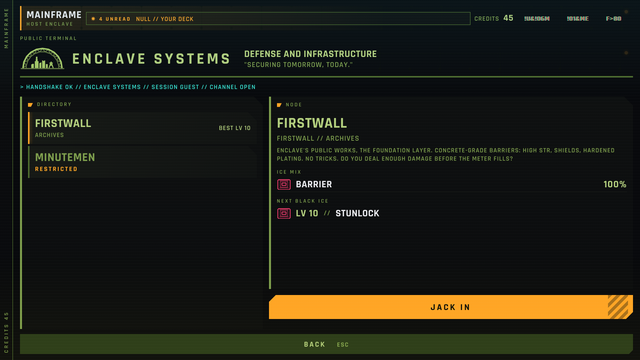 MAINFRAME
MAINFRAME
HOST ENCLAVE
4 UNREAD NULL // YOUR DECK
CREDITS 45
PUBLIC TERMINAL
ENCLAVE SYSTEMS
DEFENSE AND INFRASTRUCTURE
"SECURING TOMORROW, TODAY."
> HANDSHAKE OK // ENCLAVE SYSTEMS // SESSION GUEST // CHANNEL OPEN
DIRECTORY
FIRSTWALL
ARCHIVES
BEST LV 10
MINUTEMEN
RESTRICTED
NODE
FIRSTWALL
FIRSTWALL // ARCHIVES
ENCLAVE'S PUBLIC WORKS, THE FOUNDATION LAYER. CONCRETE-GRADE BARRIERS: HIGH STR, SHIELDS, HARDENED
PLATING. NO TRICKS. DO YOU DEAL ENOUGH DAMAGE BEFORE THE METER FILLS?
ICE MIX
BARRIER 100%
NEXT BLACK ICE
LV 10 // STUNLOCK
JACK IN
BACK ESC
CREDITS 45